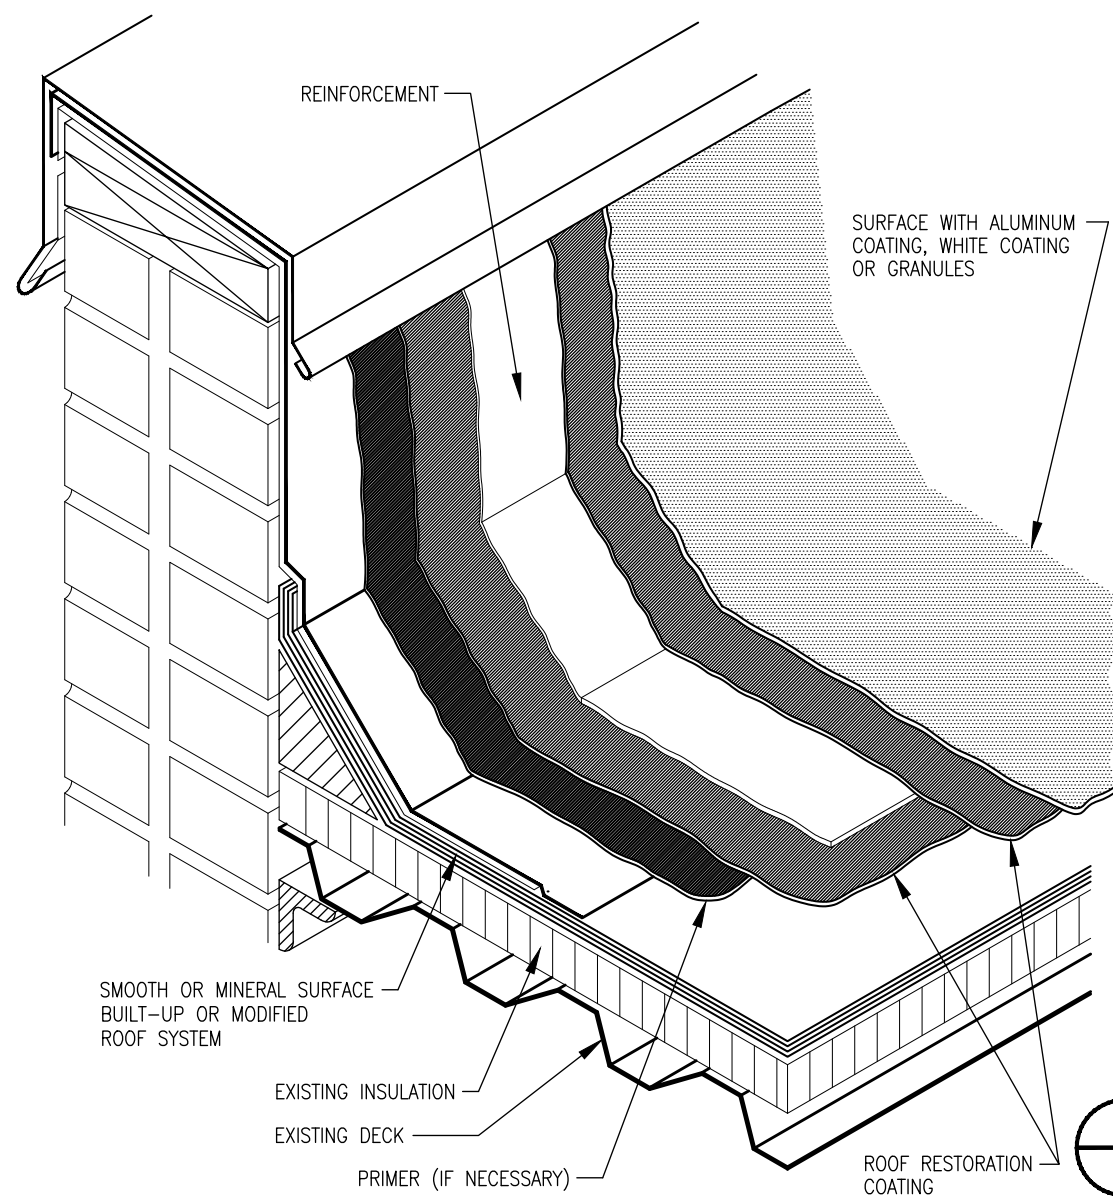 REINFORCEMENT
SURFACE WITH ALUMINUM
COATING, WHITE COATING
OR GRANULES
SMOOTH OR MINERAL SURFACE
BUILT-UP OR MODIFIED
ROOF SYSTEM
EXISTING INSULATION
EXISTING DECK
PRIMER (IF NECESSARY)
ROOF RESTORATION
COATING